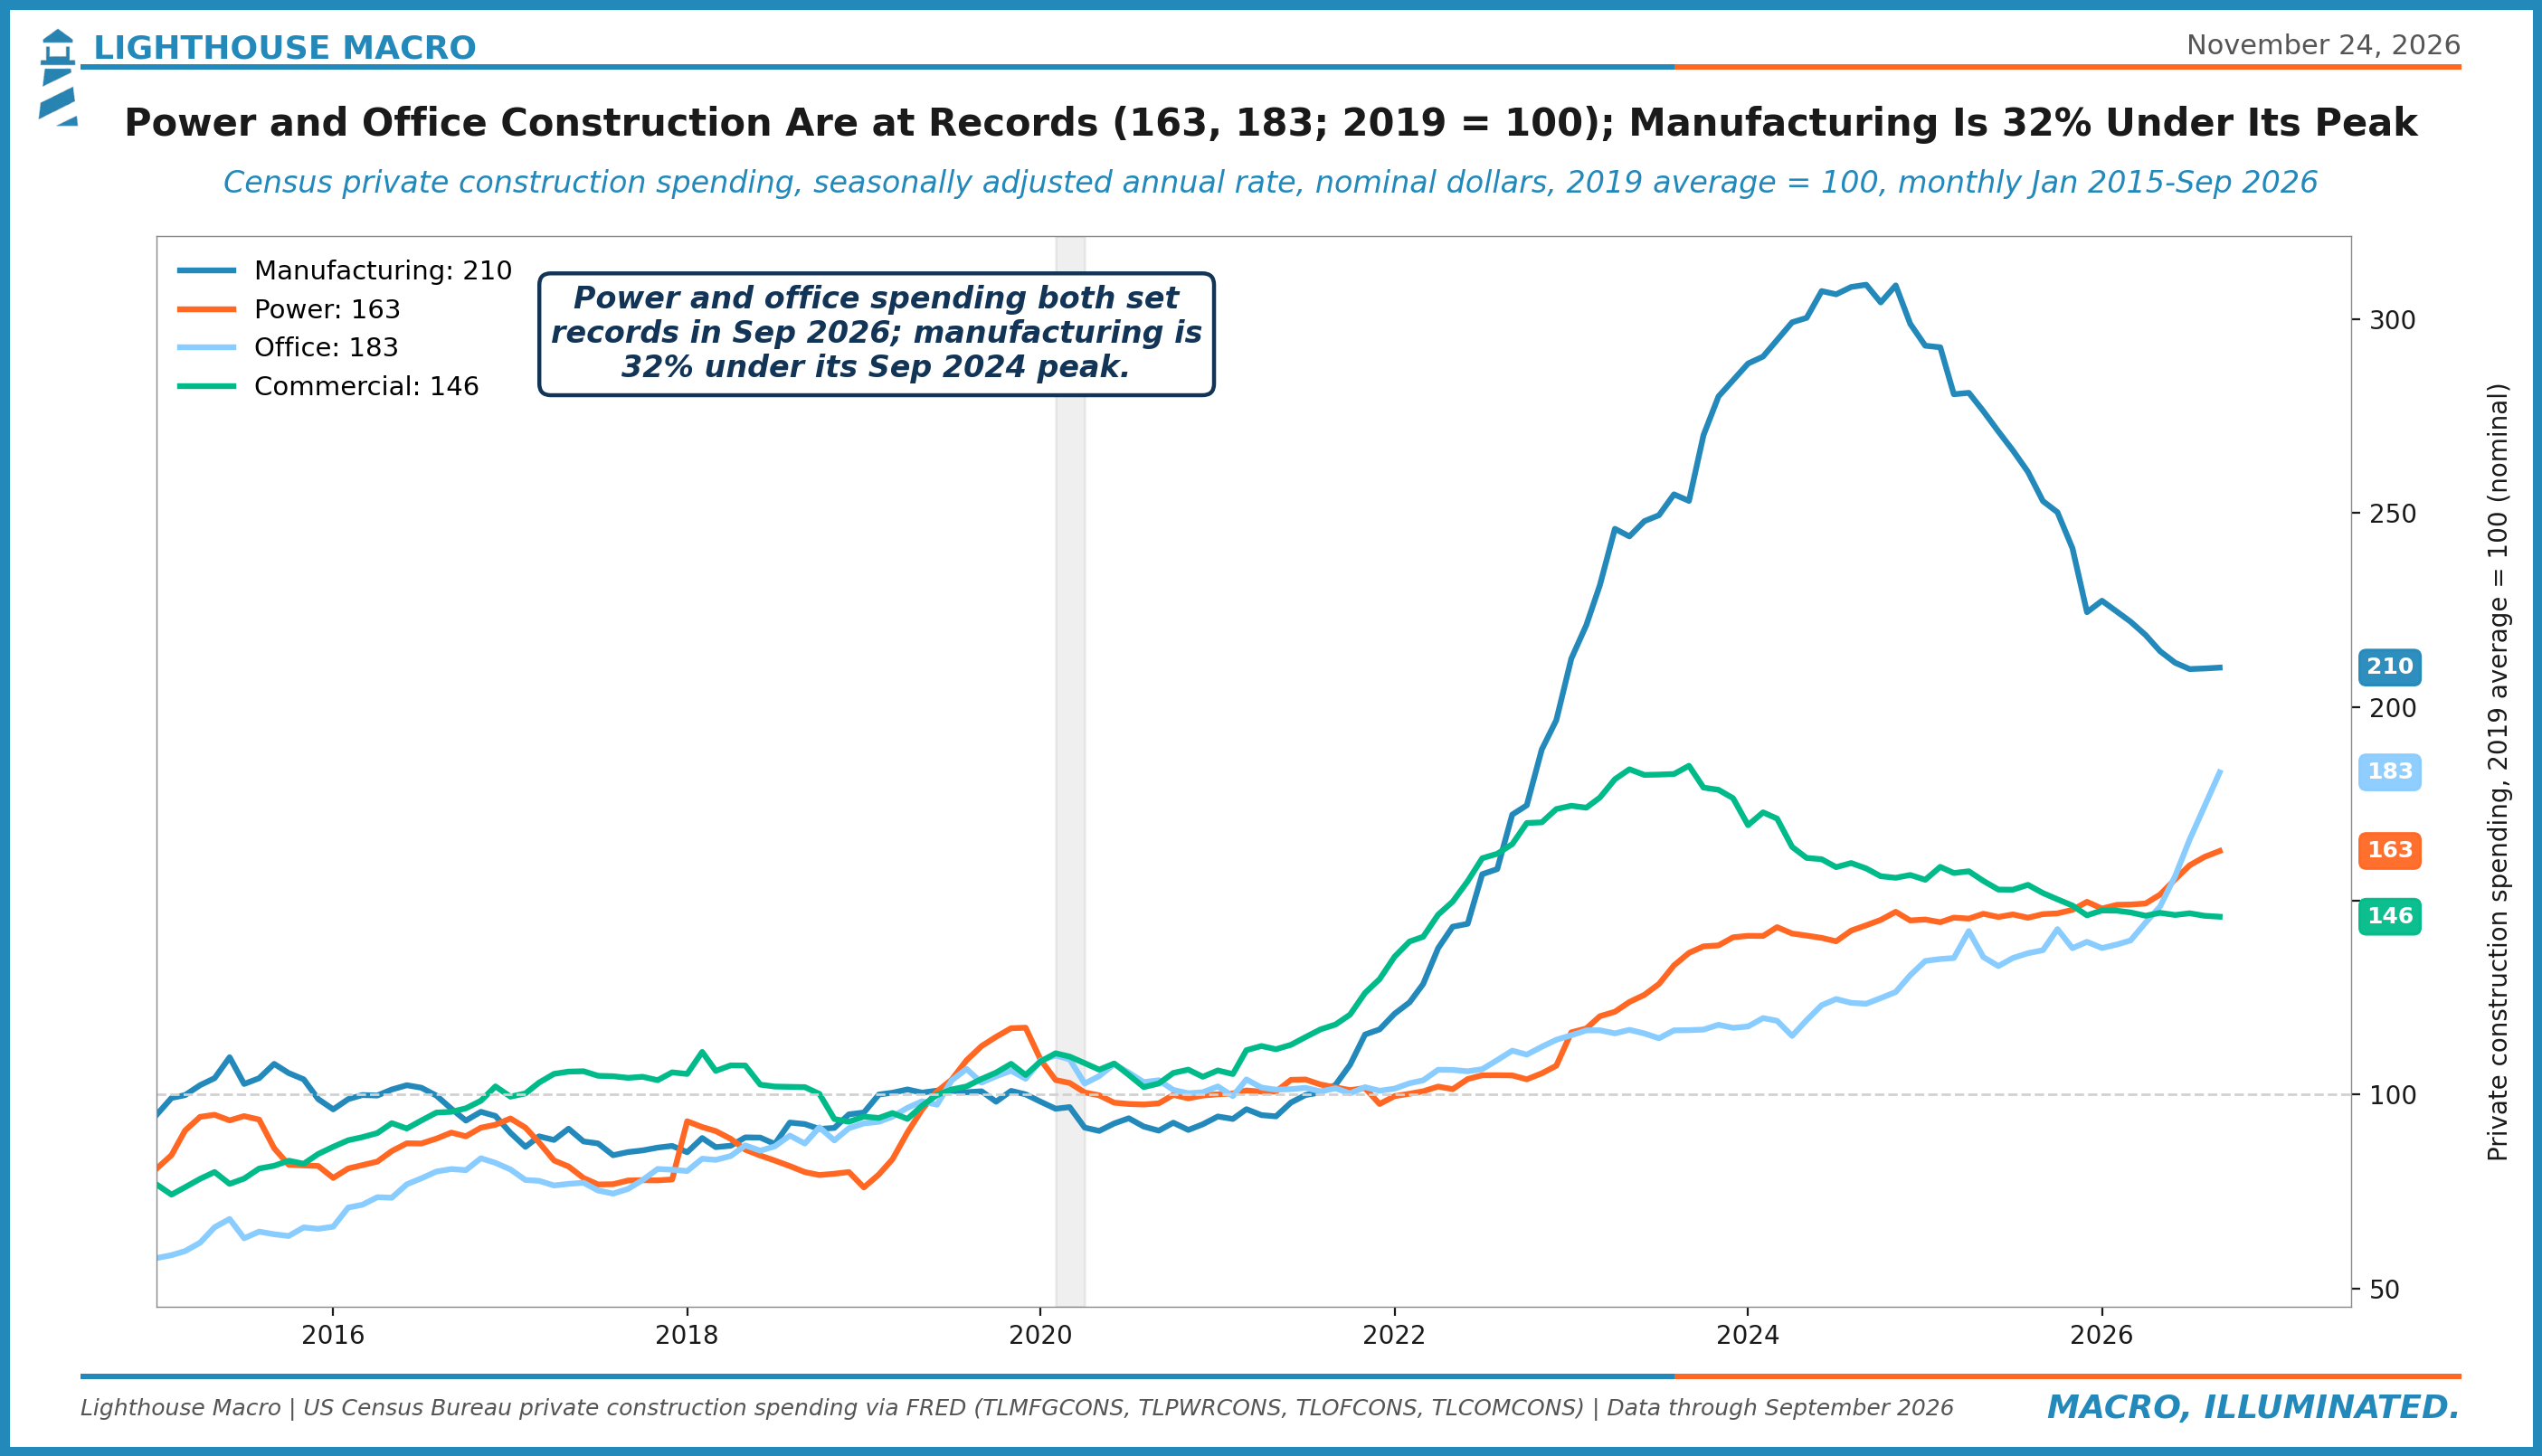 LIGHTHOUSE MACRO
November 24, 2026
Power and Office Construction Are at Records (163, 183; 2019 = 100); Manufacturing Is 32% Under Its Peak
Census private construction spending, seasonally adjusted annual rate, nominal dollars, 2019 average = 100, monthly Jan 2015-Sep 2026
Manufacturing: 210
Power: 163
Office: 183
Commercial: 146
Power and office spending both set
records in Sep 2026; manufacturing is
32% under its Sep 2024 peak.
300
250
210
200
183
163
146
100
50
Private construction spending, 2019 average = 100 (nominal)
2016
2018
2020
2022
2024
2026
Lighthouse Macro | US Census Bureau private construction spending via FRED (TLMFGCONS, TLPWRCONS, TLOFCONS, TLCOMCONS) | Data through September 2026
MACRO, ILLUMINATED.